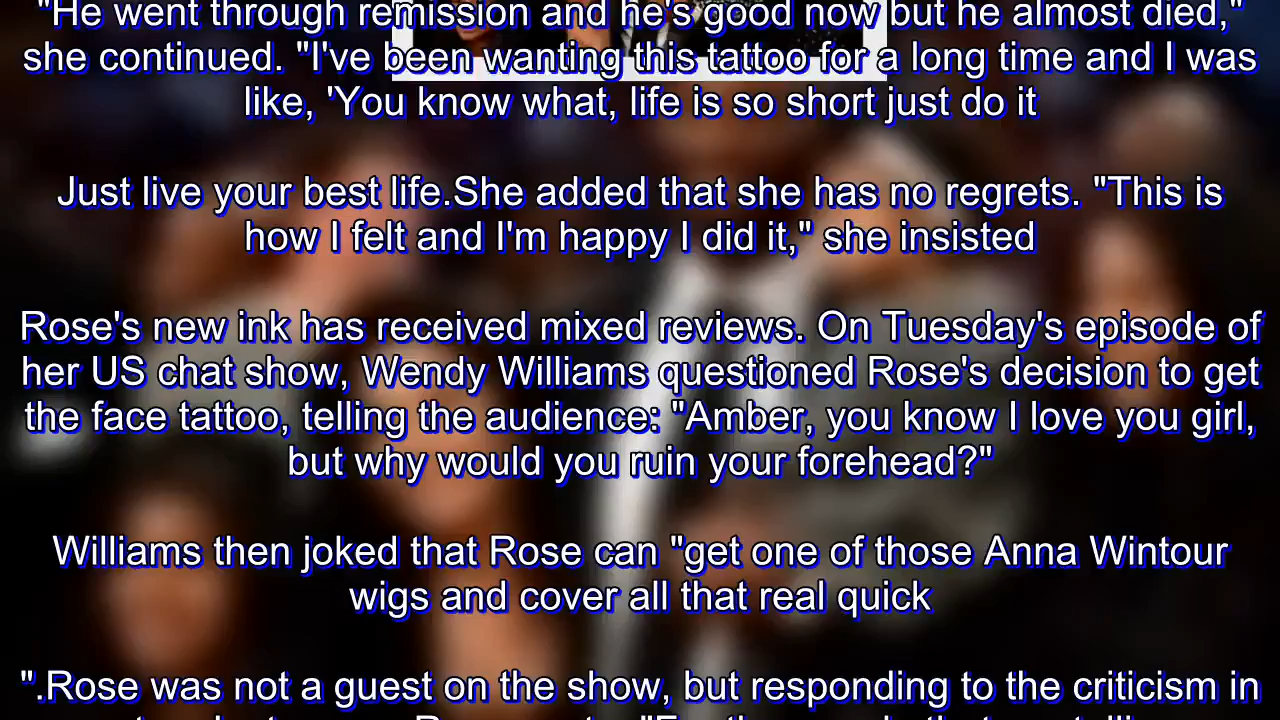 "He went through remission and he's good now but he almost died,"
she continued. "I've been wanting this tattoo for a long time and I was
like, 'You know what, life is so short just do it
Just live your best life.She added that she has no regrets. "This is
how I felt and I'm happy I did it," she insisted
Rose's new ink has received mixed reviews. On Tuesday's episode of
her US chat show, Wendy Williams questioned Rose's decision to get
the face tattoo, telling the audience: "Amber, you know I love you girl,
but why would you ruin your forehead?"
Williams then joked that Rose can "get one of those Anna Wintour
wigs and cover all that real quick
".Rose was not a guest on the show, but responding to the criticism in